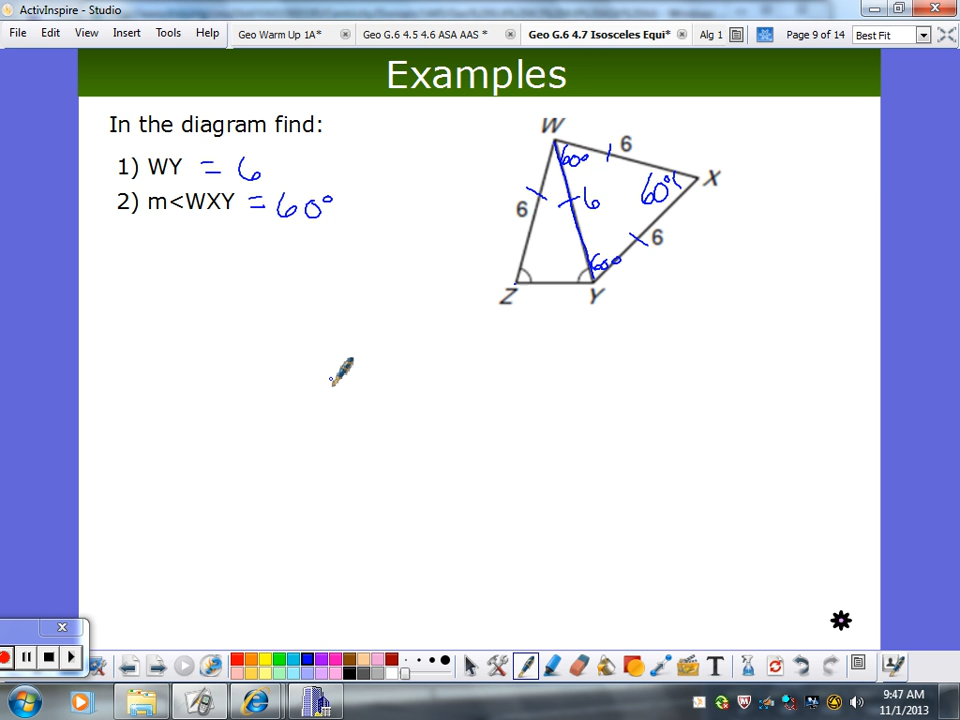 ActivInspire - Studio
File Edit View Insert Tools Help
Geo Warm Up 1A* Geo G.6 4.5 4.6 ASA AAS * Geo G.6 4.7 Isosceles Equi* Alg 1
Page 9 of 14 Best Fit
Examples
In the diagram find:
1) WY = 6
2) m<WXY = 60°
W
6
60°
X
60°
6
6
6
60°
Z
Y
T
9:47 AM
11/1/2013